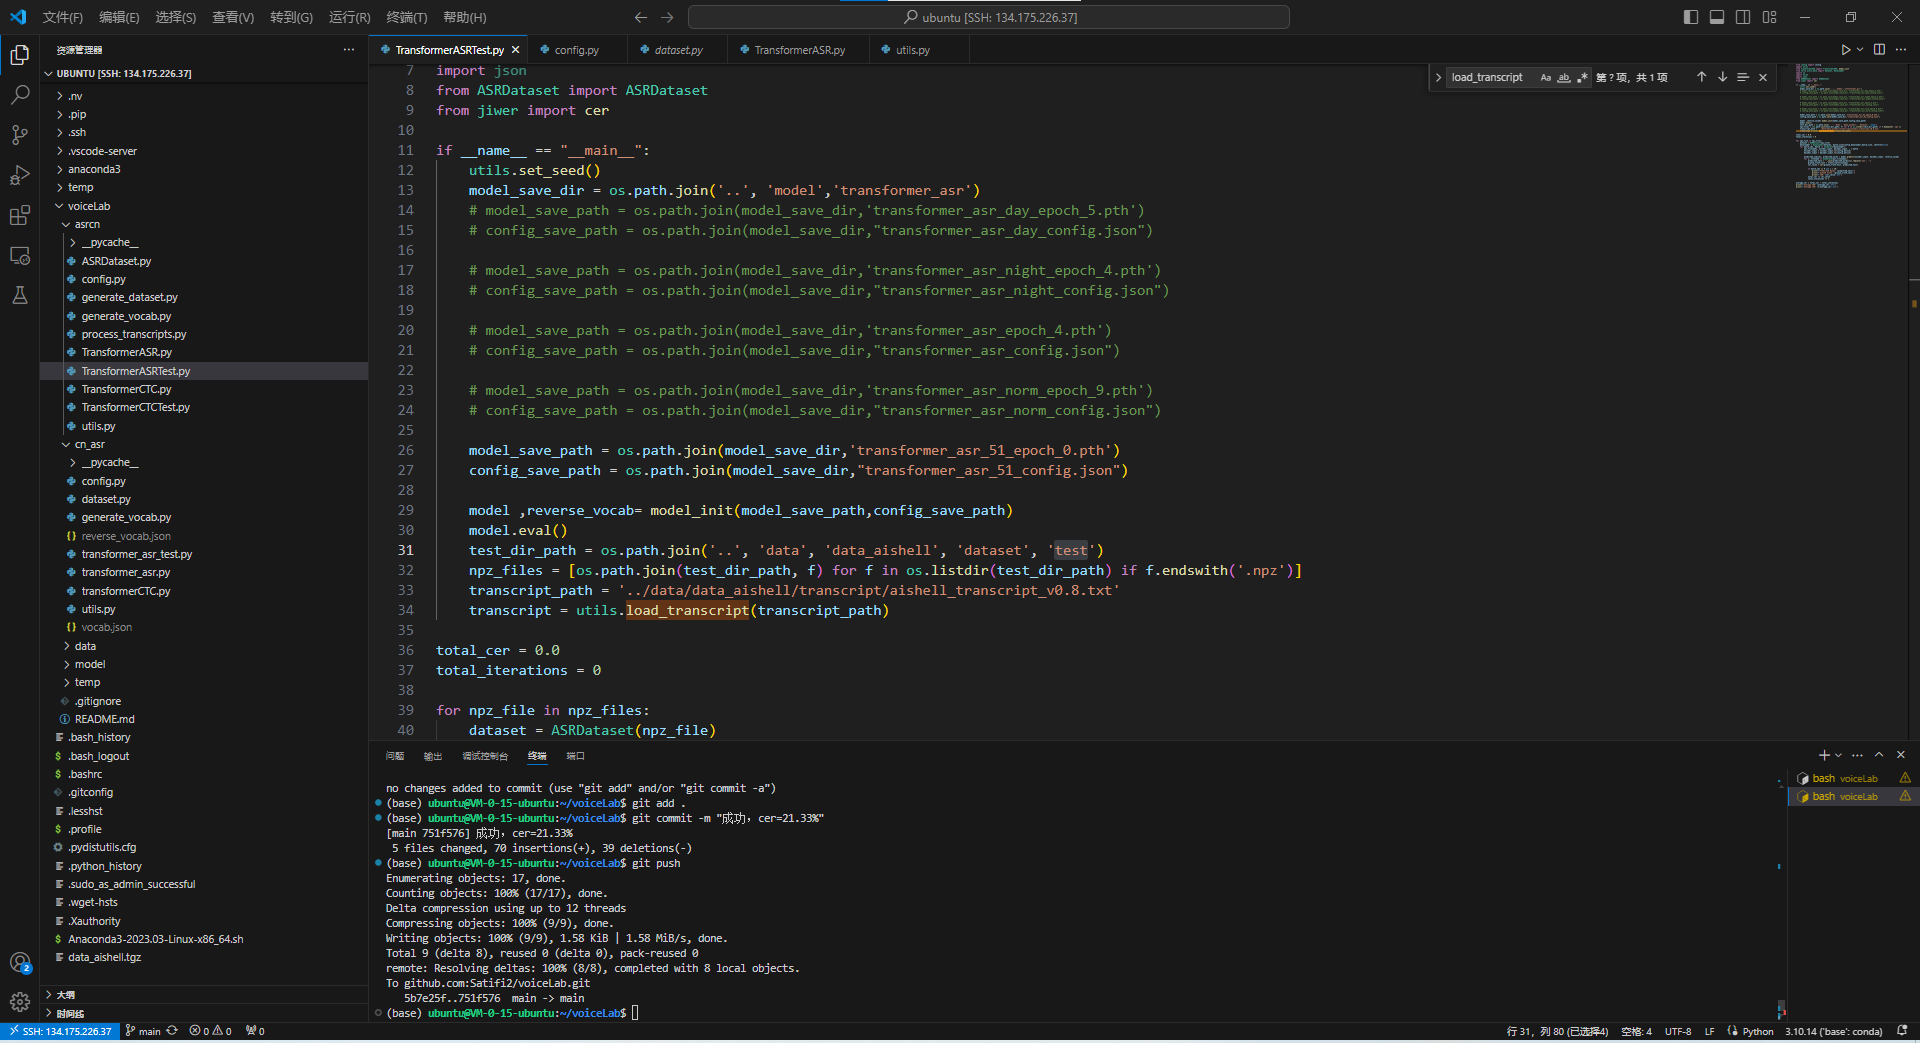 文件(F) 编辑(E) 选择(S) 查看(V) 转到(G) 运行(R) 终端(T) 帮助(H)
ubuntu [SSH: 134.175.226.37]
资源管理器
UBUNTU [SSH: 134.175.226.37]
.nv
.pip
.ssh
.vscode-server
anaconda3
temp
voiceLab
asrcn
__pycache__
ASRDataset.py
config.py
generate_dataset.py
generate_vocab.py
process_transcripts.py
TransformerASR.py
TransformerASRTest.py
TransformerCTC.py
TransformerCTCTest.py
utils.py
cn_asr
__pycache__
config.py
dataset.py
generate_vocab.py
reverse_vocab.json
transformer_asr_test.py
transformer_asr.py
transformerCTC.py
utils.py
vocab.json
data
model
temp
.gitignore
README.md
.bash_history
.bash_logout
.bashrc
.gitconfig
.lesshst
.profile
.pydistutils.cfg
.python_history
.sudo_as_admin_successful
.wget-hsts
.Xauthority
Anaconda3-2023.03-Linux-x86_64.sh
data_aishell.tgz
大纲
时间线
TransformerASRTest.py config.py dataset.py TransformerASR.py utils.py
load_transcript Aa ab 第 ? 项, 共 1 项
7 import json
8 from ASRDataset import ASRDataset
9 from jiwer import cer
10
11 if __name__ == "__main__":
12 utils.set_seed()
13 model_save_dir = os.path.join('..', 'model','transformer_asr')
14 # model_save_path = os.path.join(model_save_dir,'transformer_asr_day_epoch_5.pth')
15 # config_save_path = os.path.join(model_save_dir,"transformer_asr_day_config.json")
16
17 # model_save_path = os.path.join(model_save_dir,'transformer_asr_night_epoch_4.pth')
18 # config_save_path = os.path.join(model_save_dir,"transformer_asr_night_config.json")
19
20 # model_save_path = os.path.join(model_save_dir,'transformer_asr_epoch_4.pth')
21 # config_save_path = os.path.join(model_save_dir,"transformer_asr_config.json")
22
23 # model_save_path = os.path.join(model_save_dir,'transformer_asr_norm_epoch_9.pth')
24 # config_save_path = os.path.join(model_save_dir,"transformer_asr_norm_config.json")
25
26 model_save_path = os.path.join(model_save_dir,'transformer_asr_51_epoch_0.pth')
27 config_save_path = os.path.join(model_save_dir,"transformer_asr_51_config.json")
28
29 model ,reverse_vocab= model_init(model_save_path,config_save_path)
30 model.eval()
31 test_dir_path = os.path.join('..', 'data', 'data_aishell', 'dataset', 'test')
32 npz_files = [os.path.join(test_dir_path, f) for f in os.listdir(test_dir_path) if f.endswith('.npz')]
33 transcript_path = '../data/data_aishell/transcript/aishell_transcript_v0.8.txt'
34 transcript = utils.load_transcript(transcript_path)
35
36 total_cer = 0.0
37 total_iterations = 0
38
39 for npz_file in npz_files:
40 dataset = ASRDataset(npz_file)
问题 输出 调试控制台 终端 端口
no changes added to commit (use "git add" and/or "git commit -a")
(base) ubuntu@VM-0-15-ubuntu:~/voiceLab$ git add .
(base) ubuntu@VM-0-15-ubuntu:~/voiceLab$ git commit -m "成功，cer=21.33%"
[main 751f576] 成功，cer=21.33%
5 files changed, 70 insertions(+), 39 deletions(-)
(base) ubuntu@VM-0-15-ubuntu:~/voiceLab$ git push
Enumerating objects: 17, done.
Counting objects: 100% (17/17), done.
Delta compression using up to 12 threads
Compressing objects: 100% (9/9), done.
Writing objects: 100% (9/9), 1.58 KiB | 1.58 MiB/s, done.
Total 9 (delta 8), reused 0 (delta 0), pack-reused 0
remote: Resolving deltas: 100% (8/8), completed with 8 local objects.
To github.com:Satifi2/voiceLab.git
5b7e25f..751f576 main -> main
(base) ubuntu@VM-0-15-ubuntu:~/voiceLab$
bash voiceLab
bash voiceLab
2
SSH: 134.175.226.37 main 0 0 0 行 31，列 80 (已选择4) 空格: 4 UTF-8 LF Python 3.10.14 ('base': conda)